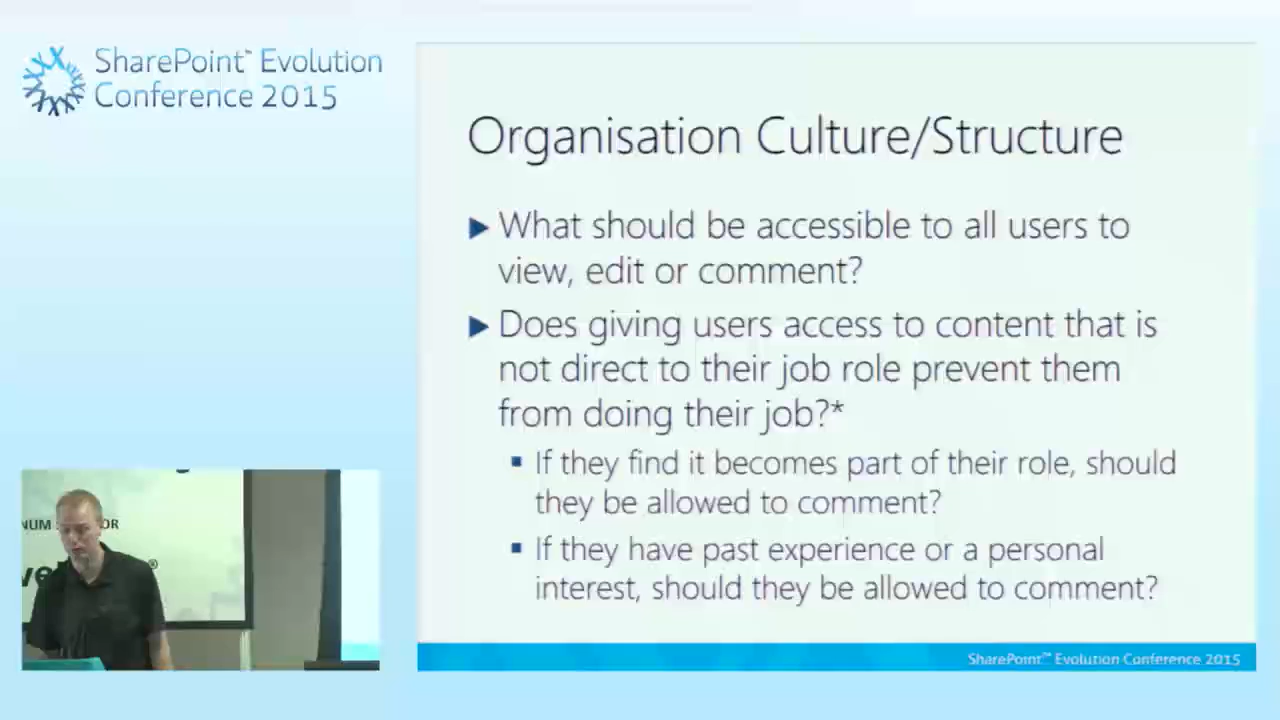 SharePoint™ Evolution
Conference 2015
Organisation Culture/Structure
▶ What should be accessible to all users to
view, edit or comment?
▶ Does giving users access to content that is
not direct to their job role prevent them
from doing their job?*
▪ If they find it becomes part of their role, should
they be allowed to comment?
▪ If they have past experience or a personal
interest, should they be allowed to comment?
SharePoint™ Evolution Conference 2015